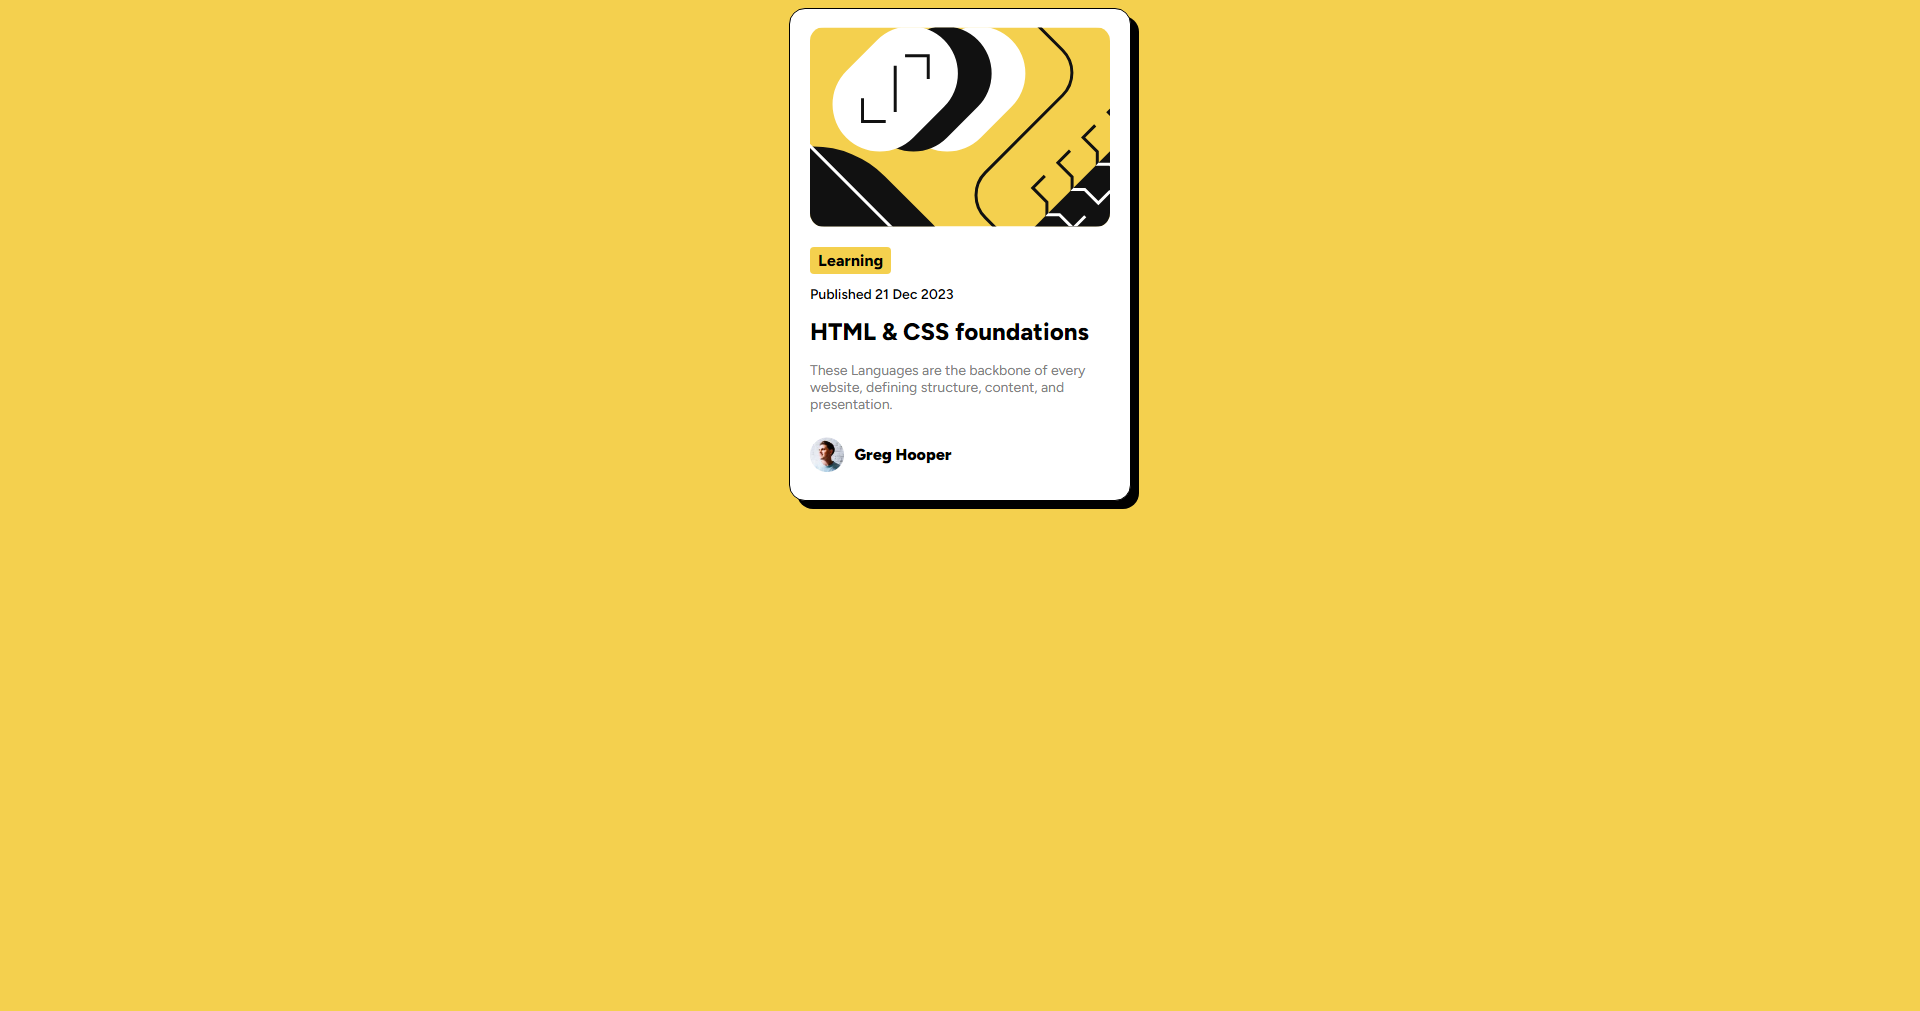 Learning
Published 21 Dec 2023
HTML & CSS foundations
These Languages are the backbone of every
website, defining structure, content, and
presentation.
Greg Hooper